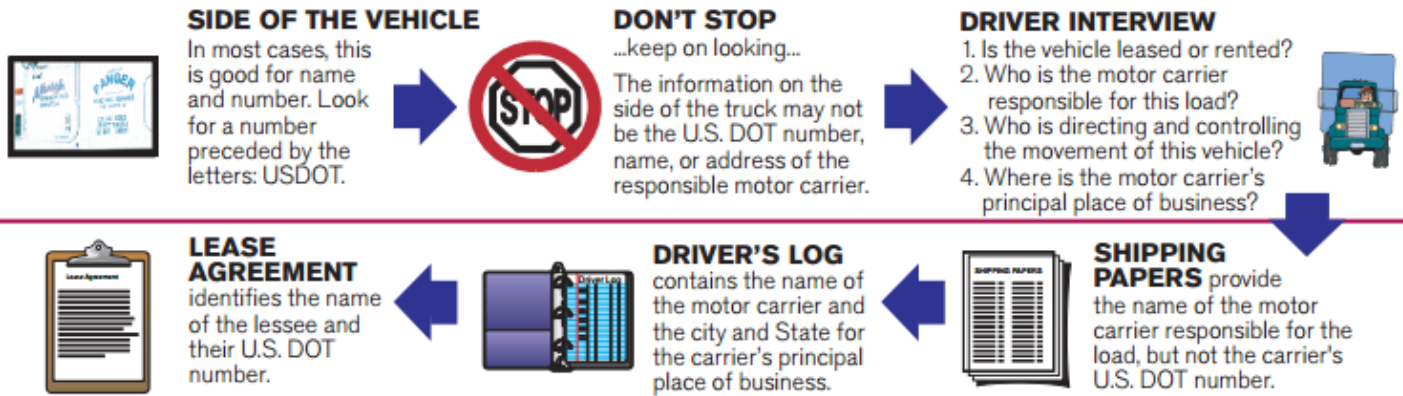 SIDE OF THE VEHICLE
In most cases, this
is good for name
and number. Look
for a number
preceded by the
letters: USDOT.
STOP
DON'T STOP
...keep on looking...
The information on the
side of the truck may not
be the U.S. DOT number,
name, or address of the
responsible motor carrier.
DRIVER INTERVIEW
1. Is the vehicle leased or rented?
2. Who is the motor carrier
responsible for this load?
3. Who is directing and controlling
the movement of this vehicle?
4. Where is the motor carrier's
principal place of business?
SHIPPING PAPERS
SHIPPING
PAPERS provide
the name of the motor
carrier responsible for the
load, but not the carrier's
U.S. DOT number.
Driver Log
DRIVER'S LOG
contains the name of
the motor carrier and
the city and State for
the carrier's principal
place of business.
Lease Agreement
LEASE
AGREEMENT
identifies the name
of the lessee and
their U.S. DOT
number.